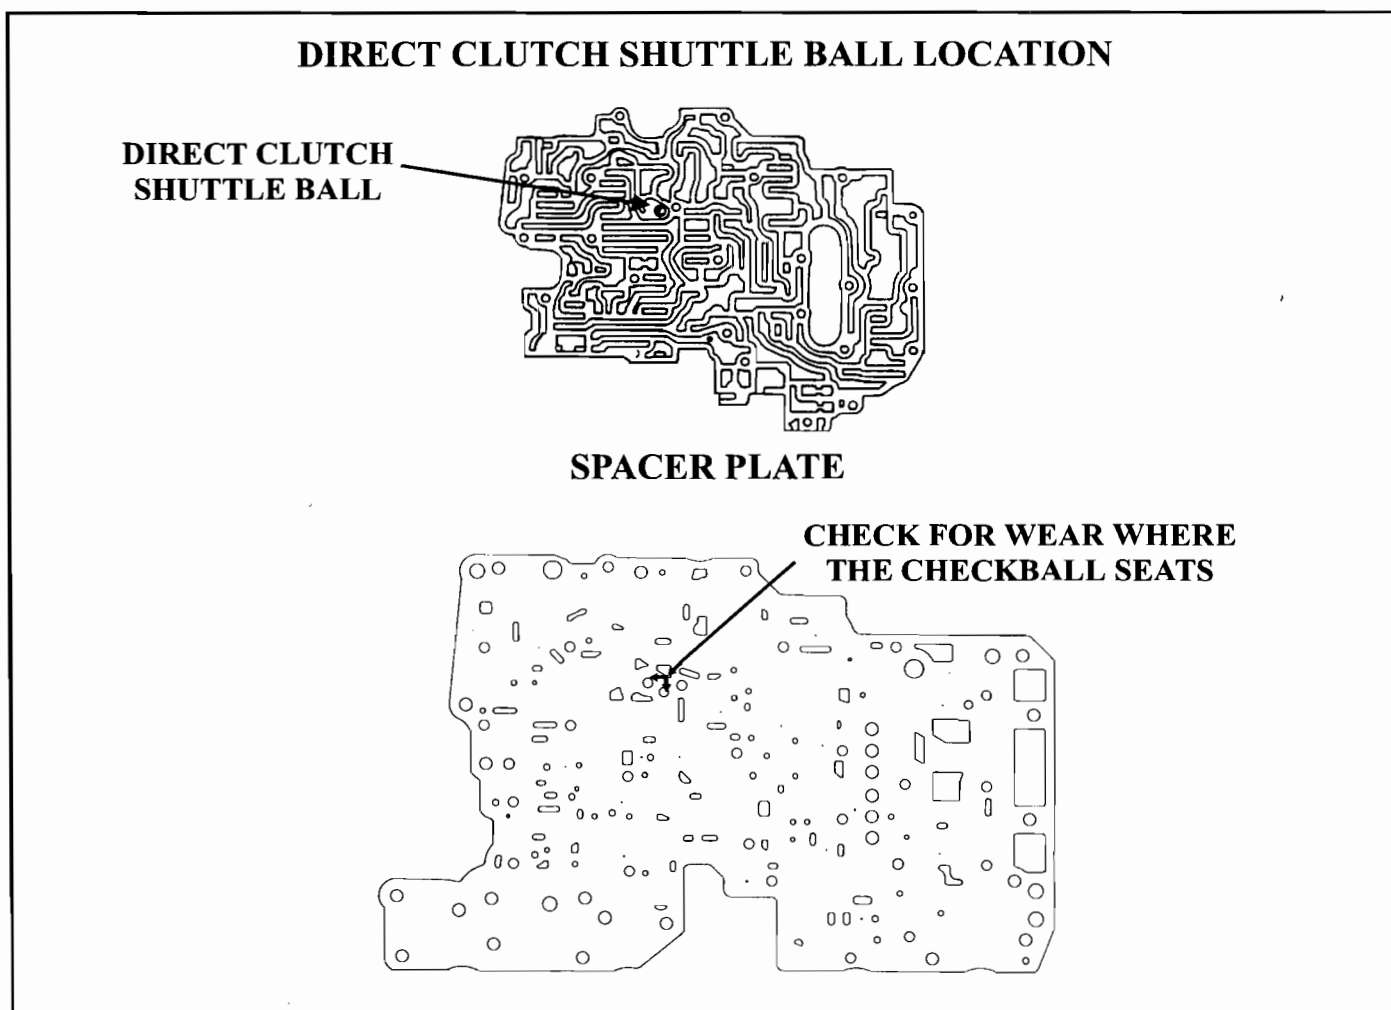 DIRECT CLUTCH SHUTTLE BALL LOCATION
DIRECT CLUTCH
SHUTTLE BALL
SPACER PLATE
CHECK FOR WEAR WHERE
THE CHECKBALL SEATS